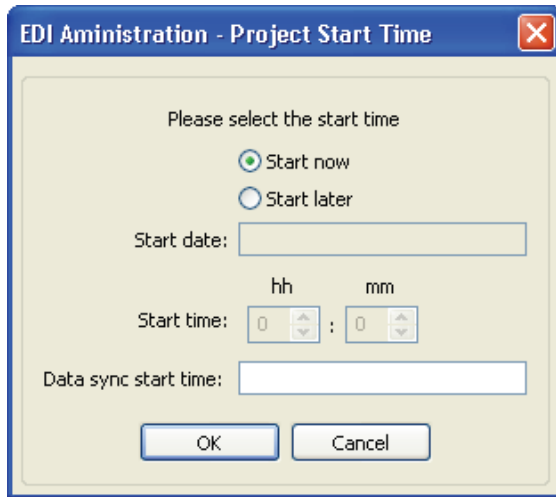 EDI Aministration - Project Start Time
Please select the start time
Start now
Start later
Start date:
hh mm
Start time: 0 : 0
Data sync start time:
OK Cancel